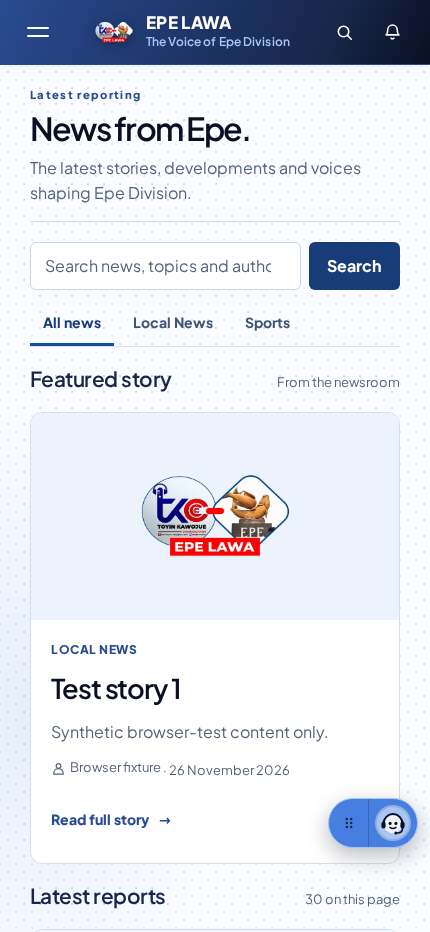 EPE LAWA
The Voice of Epe Division
Latest reporting
News from Epe.
The latest stories, developments and voices
shaping Epe Division.
Search news, topics and autho
Search
All news
Local News
Sports
Featured story
From the newsroom
tkc
TOYIN KAWOJUE
EPE
EPE LAWA
LOCAL NEWS
Test story 1
Synthetic browser-test content only.
Browser fixture . 26 November 2026
Read full story →
Latest reports
30 on this page